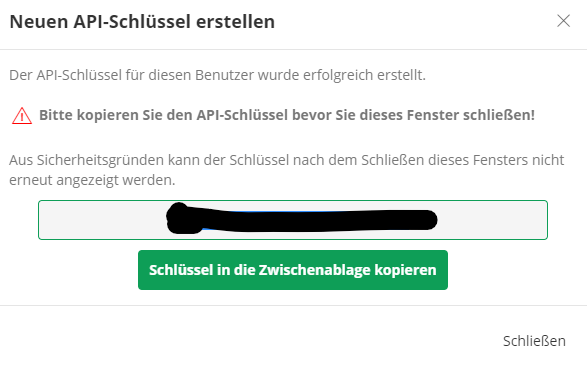 Neuen API-Schlüssel erstellen
Der API-Schlüssel für diesen Benutzer wurde erfolgreich erstellt.
Bitte kopieren Sie den API-Schlüssel bevor Sie dieses Fenster schließen!
Aus Sicherheitsgründen kann der Schlüssel nach dem Schließen dieses Fensters nicht
erneut angezeigt werden.
Schlüssel in die Zwischenablage kopieren
Schließen